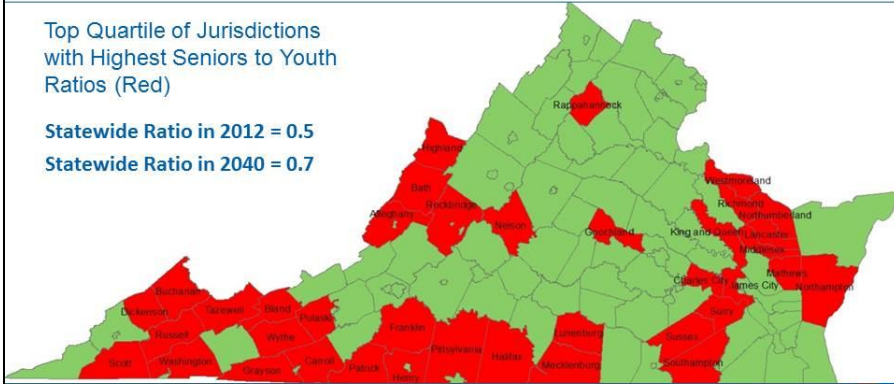 Top Quartile of Jurisdictions
with Highest Seniors to Youth
Ratios (Red)
Statewide Ratio in 2012 = 0.5
Statewide Ratio in 2040 = 0.7
Rappahannock
Highland
Bath
Westmoreland
Alleghany
Rockbridge
Richmond
Northumberland
Nelson
Goochland
King and Queen
Lancaster
Middlesex
Mathews
Charles City
James City
Northampton
Buchanan
Dickenson
Tazewell
Bland
Surry
Pulaski
Russell
Wythe
Franklin
Lunenburg
Sussex
Pittsylvania
Halifax
Scott
Washington
Carroll
Patrick
Mecklenburg
Southampton
Grayson
Henry